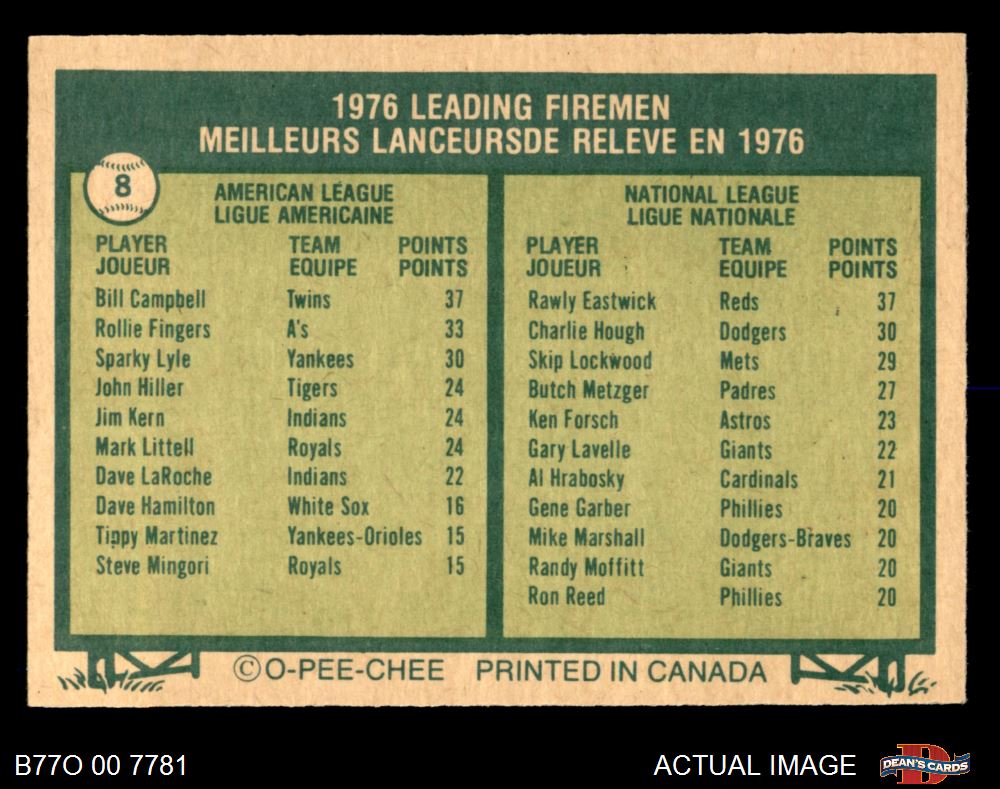 1976 LEADING FIREMEN
MEILLEURS LANCEURSDE RELEVE EN 1976
8
AMERICAN LEAGUE
LIGUE AMERICAINE
PLAYER TEAM POINTS
JOUEUR EQUIPE POINTS
Bill Campbell Twins 37
Rollie Fingers A's 33
Sparky Lyle Yankees 30
John Hiller Tigers 24
Jim Kern Indians 24
Mark Littell Royals 24
Dave LaRoche Indians 22
Dave Hamilton White Sox 16
Tippy Martinez Yankees-Orioles 15
Steve Mingori Royals 15
NATIONAL LEAGUE
LIGUE NATIONALE
PLAYER TEAM POINTS
JOUEUR EQUIPE POINTS
Rawly Eastwick Reds 37
Charlie Hough Dodgers 30
Skip Lockwood Mets 29
Butch Metzger Padres 27
Ken Forsch Astros 23
Gary Lavelle Giants 22
Al Hrabosky Cardinals 21
Gene Garber Phillies 20
Mike Marshall Dodgers-Braves 20
Randy Moffitt Giants 20
Ron Reed Phillies 20
©O-PEE-CHEE PRINTED IN CANADA
B77O 00 7781 ACTUAL IMAGE
D
DEAN'S CARDS